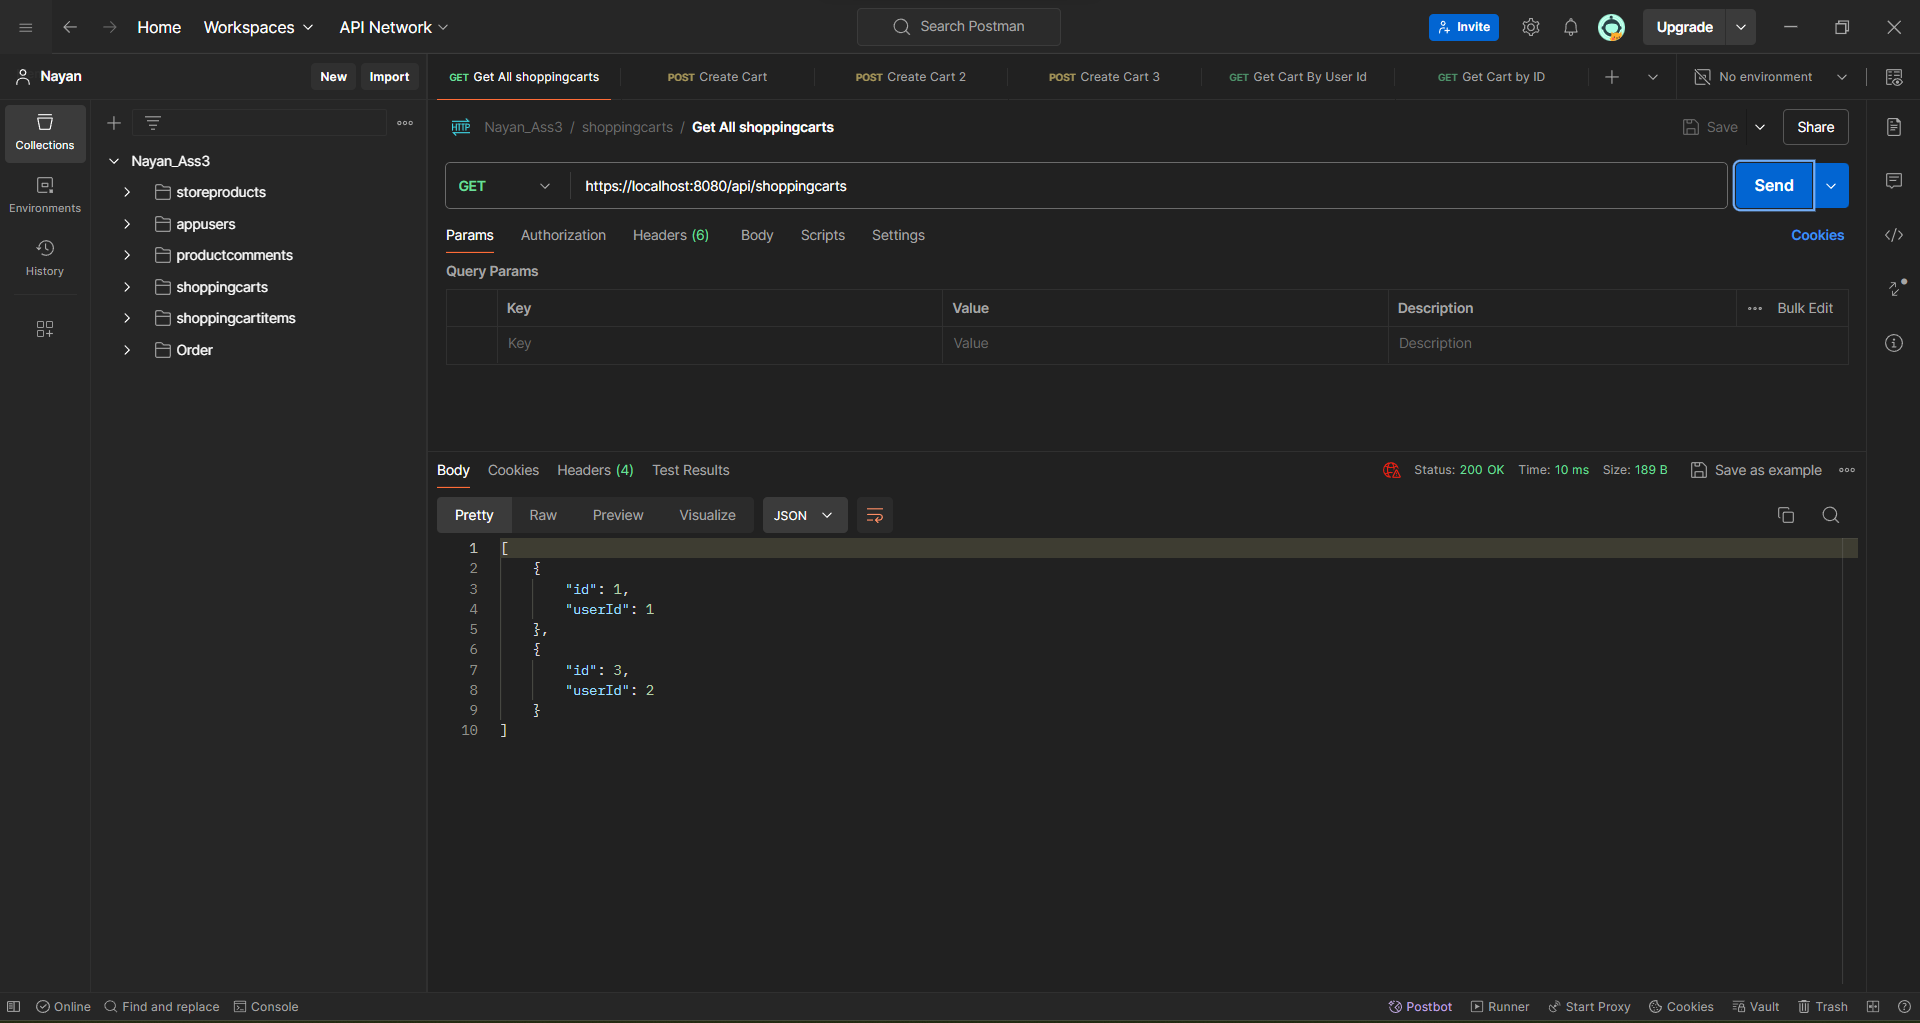 Home Workspaces API Network Search Postman Invite Upgrade
Nayan New Import GET Get All shoppingcarts POST Create Cart POST Create Cart 2 POST Create Cart 3 GET Get Cart By User Id GET Get Cart by ID No environment
Collections
Environments
History
Nayan_Ass3
storeproducts
appusers
productcomments
shoppingcarts
shoppingcartitems
Order
HTTP Nayan_Ass3 / shoppingcarts / Get All shoppingcarts Save Share
GET https://localhost:8080/api/shoppingcarts Send
Params Authorization Headers (6) Body Scripts Settings Cookies
Query Params
Key Value Description Bulk Edit
Key Value Description
Body Cookies Headers (4) Test Results Status: 200 OK Time: 10 ms Size: 189 B Save as example
Pretty Raw Preview Visualize JSON
1 [
2 {
3 "id": 1,
4 "userId": 1
5 },
6 {
7 "id": 3,
8 "userId": 2
9 }
10 ]
Online Find and replace Console Postbot Runner Start Proxy Cookies Vault Trash